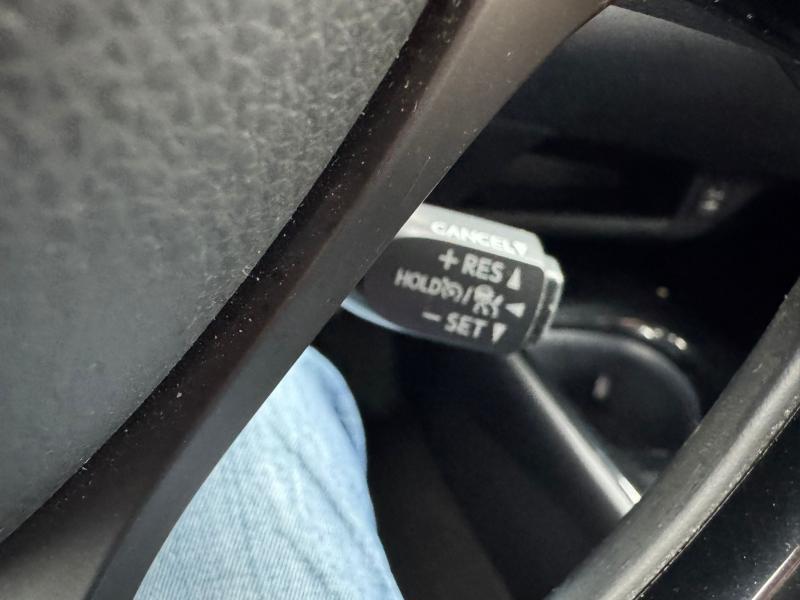 CANCEL▼
+ RES ▲
HOLD / ◀
− SET ▼